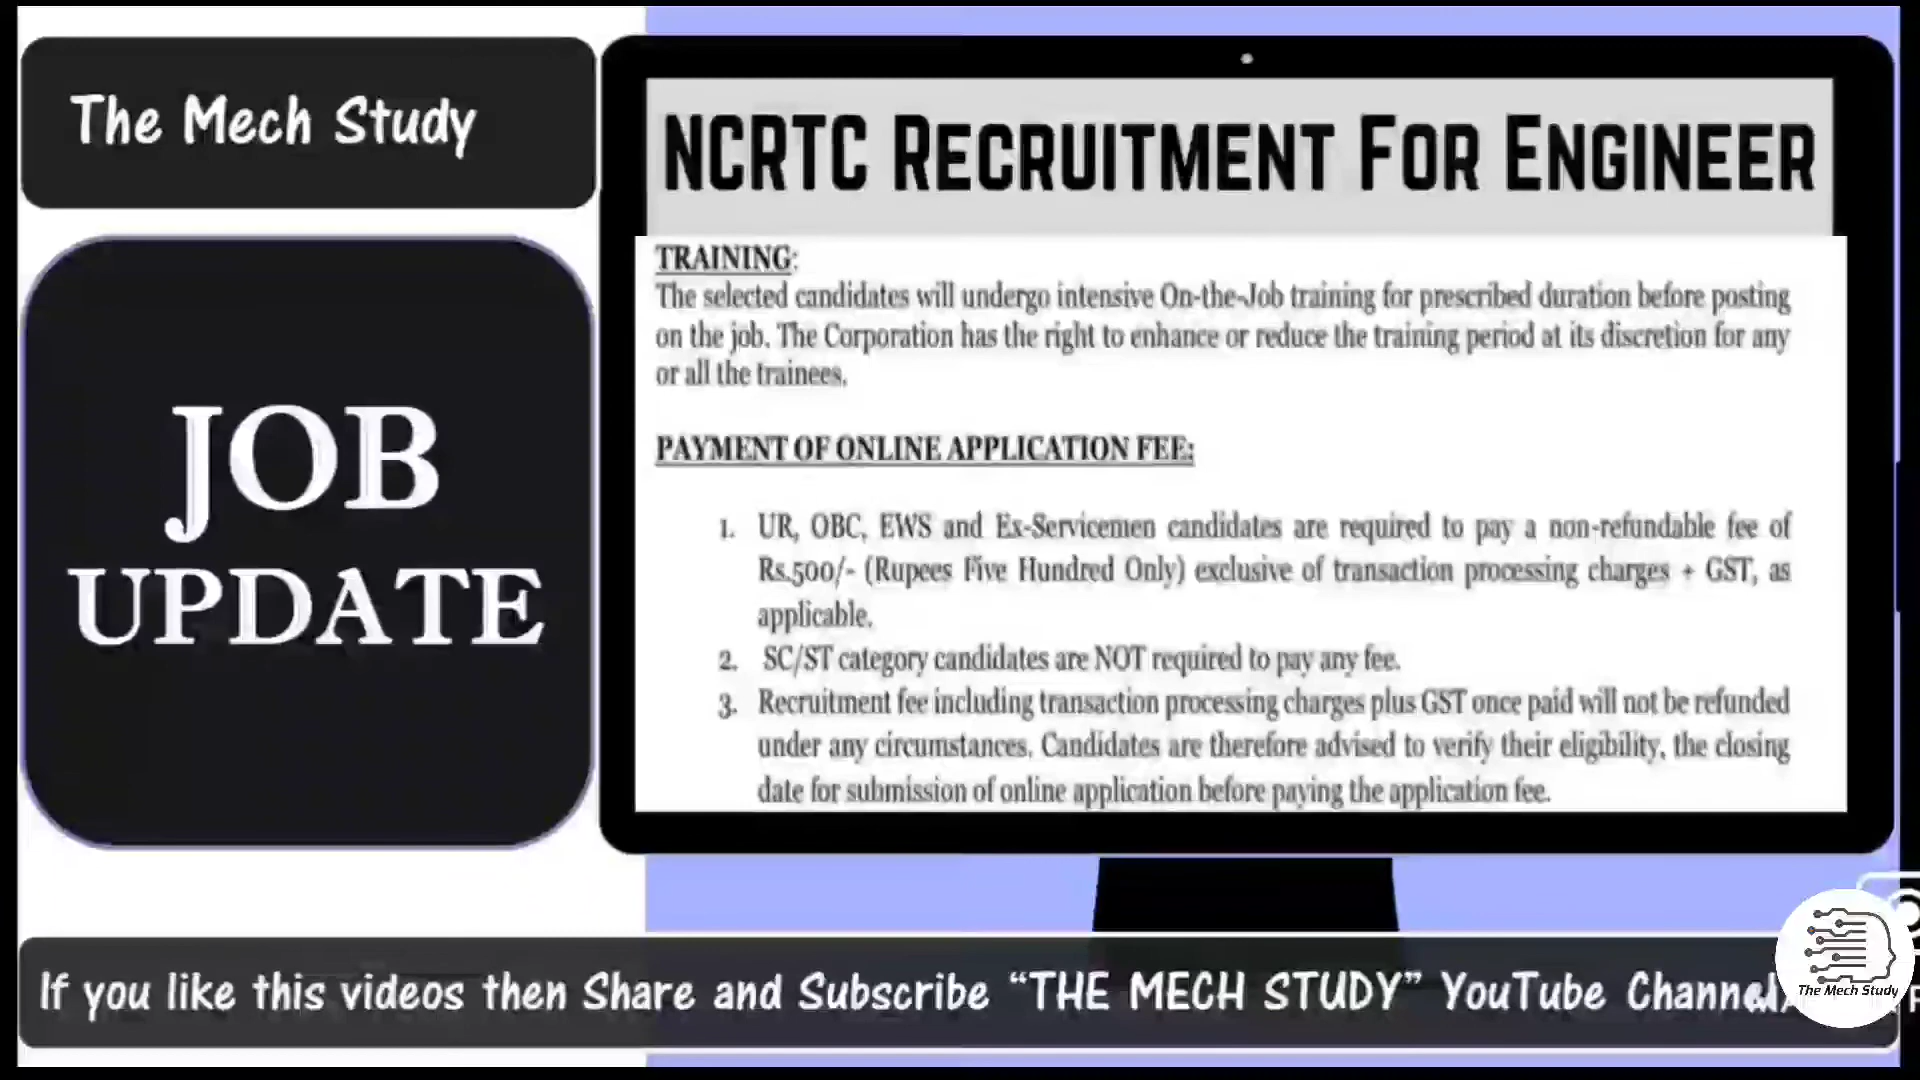 The Mech Study
JOB
UPDATE
NCRTC RECRUITMENT FOR ENGINEER
TRAINING:
The selected candidates will undergo intensive On-the-Job training for prescribed duration before posting
on the job. The Corporation has the right to enhance or reduce the training period at its discretion for any
or all the trainees.
PAYMENT OF ONLINE APPLICATION FEE:
1. UR, OBC, EWS and Ex-Servicemen candidates are required to pay a non-refundable fee of
Rs.500/- (Rupees Five Hundred Only) exclusive of transaction processing charges + GST, as
applicable.
2. SC/ST category candidates are NOT required to pay any fee.
3. Recruitment fee including transaction processing charges plus GST once paid will not be refunded
under any circumstances. Candidates are therefore advised to verify their eligibility, the closing
date for submission of online application before paying the application fee.
If you like this videos then Share and Subscribe “THE MECH STUDY” YouTube Channel
The Mech Study